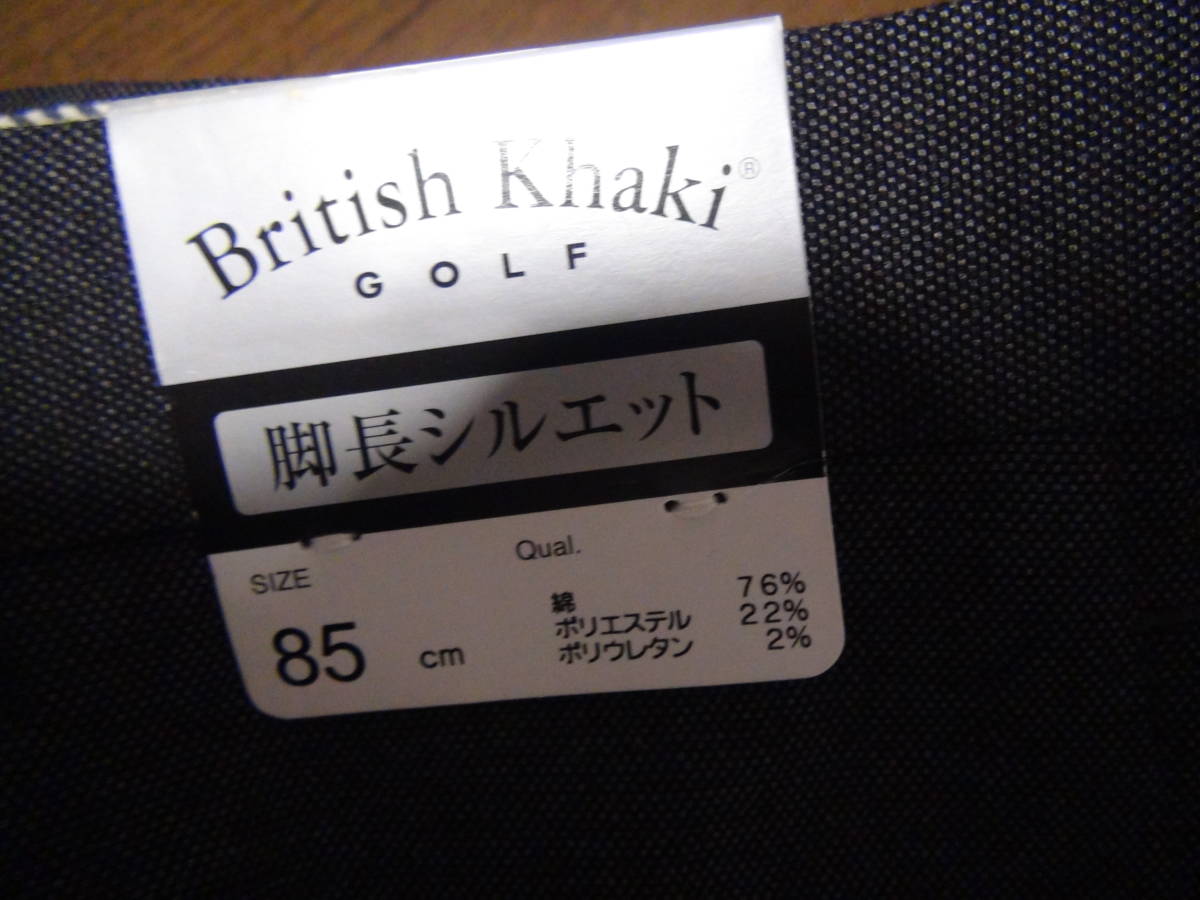 British Khaki®
GOLF
脚長シルエット
SIZE
85 cm
Qual.
綿 76%
ポリエステル 22%
ポリウレタン 2%